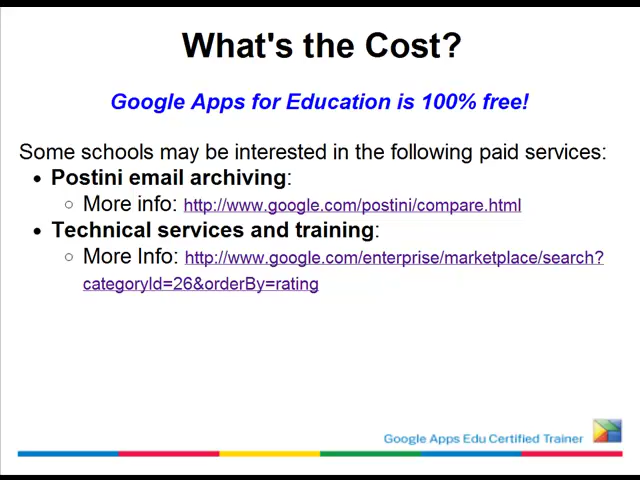 What's the Cost?
Google Apps for Education is 100% free!
Some schools may be interested in the following paid services:
• Postini email archiving:
○ More info: http://www.google.com/postini/compare.html
• Technical services and training:
○ More Info: http://www.google.com/enterprise/marketplace/search?
categoryId=26&orderBy=rating
Google Apps Edu Certified Trainer